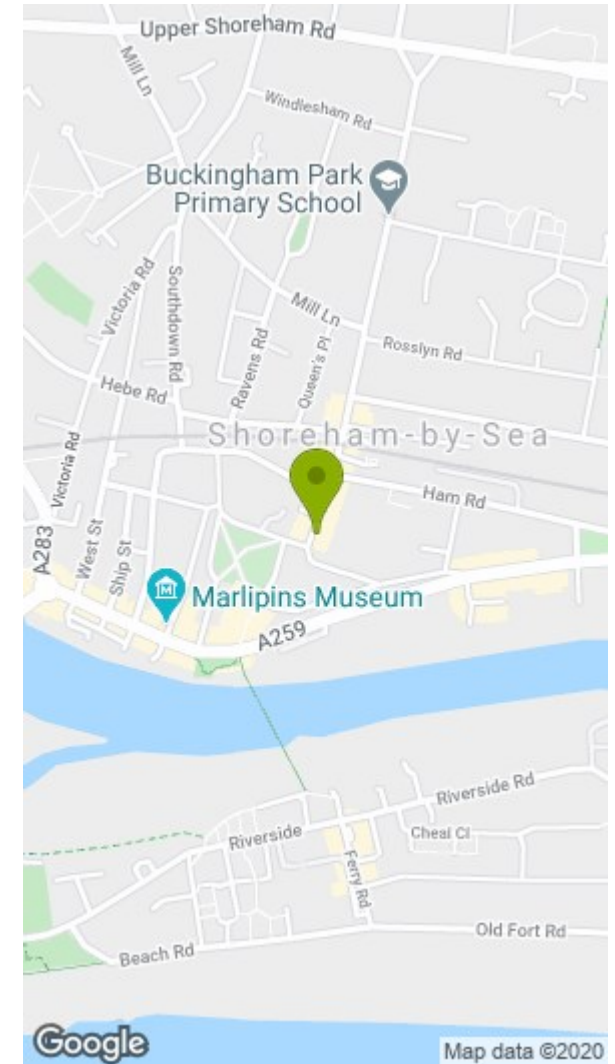 Upper Shoreham Rd
Mill Ln
Windlesham Rd
Buckingham Park
Primary School
Victoria Rd
Southdown Rd
Mill Ln
Ravens Rd
Queen's Pl
Rosslyn Rd
Hebe Rd
Shoreham-by-Sea
Victoria Rd
Ham Rd
A283
West St
Ship St
M
Marlipins Museum
A259
Riverside Rd
Riverside
Cheal Cl
Ferry Rd
Old Fort Rd
Beach Rd
Google
Map data ©2020